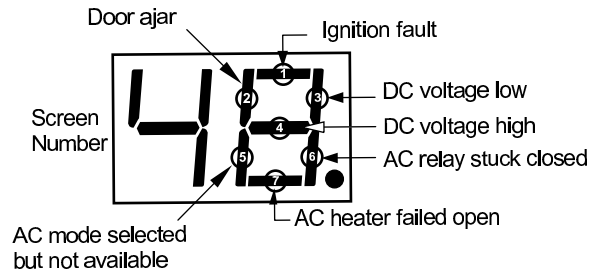 Door ajar
Ignition fault
1
2
3
DC voltage low
Screen
Number
4
DC voltage high
5
6
AC relay stuck closed
7
AC heater failed open
AC mode selected
but not available